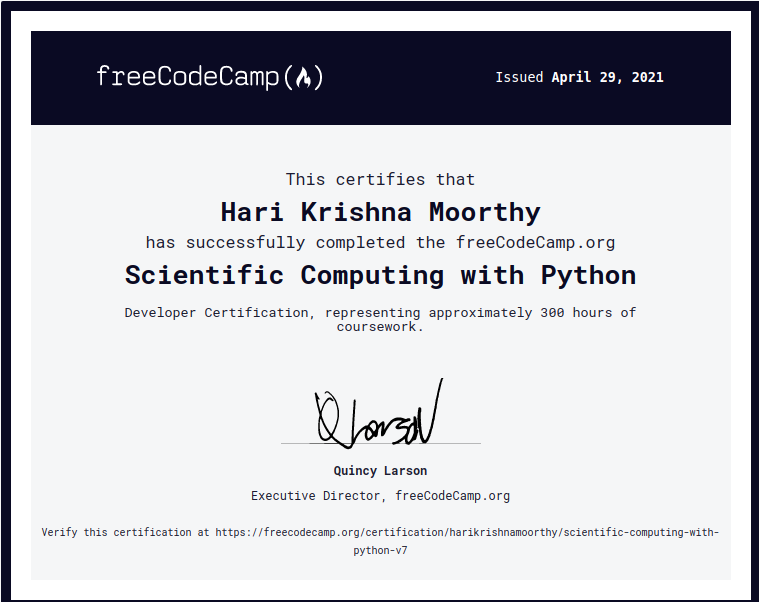 freeCodeCamp(🔥)
Issued April 29, 2021
This certifies that
Hari Krishna Moorthy
has successfully completed the freeCodeCamp.org
Scientific Computing with Python
Developer Certification, representing approximately 300 hours of
coursework.
Q Larson
Quincy Larson
Executive Director, freeCodeCamp.org
Verify this certification at https://freecodecamp.org/certification/harikrishnamoorthy/scientific-computing-with-
python-v7